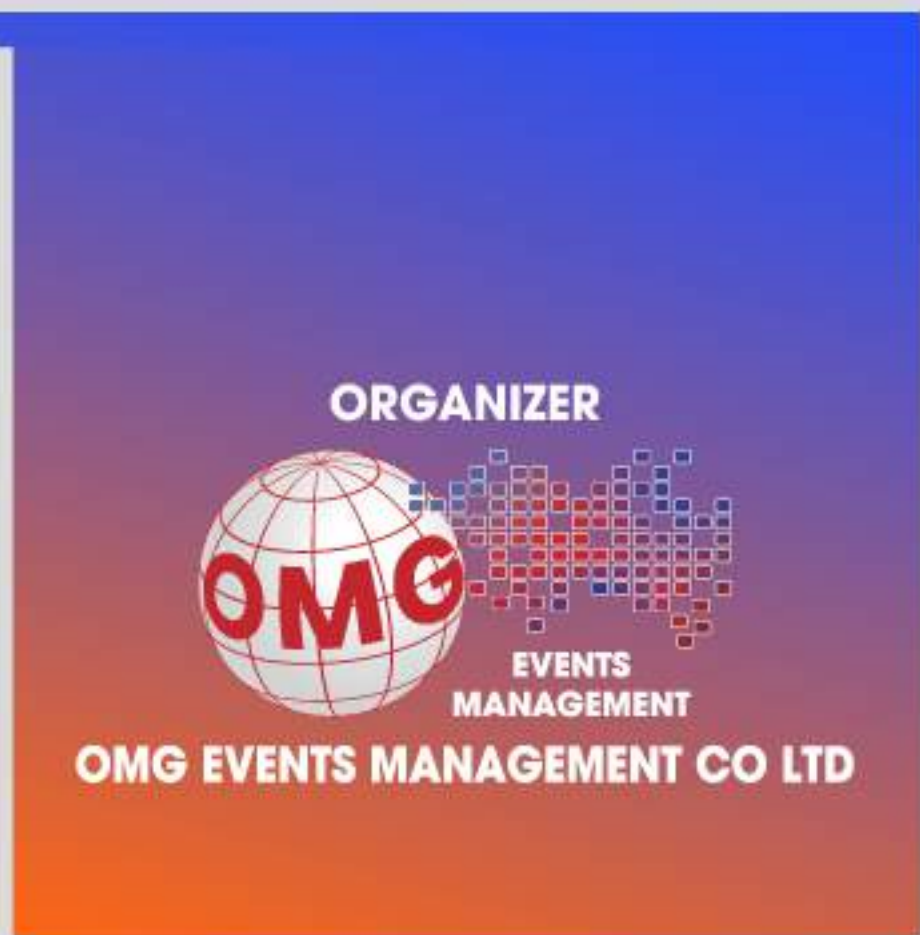 ORGANIZER
OMG
EVENTS
MANAGEMENT
OMG EVENTS MANAGEMENT CO LTD